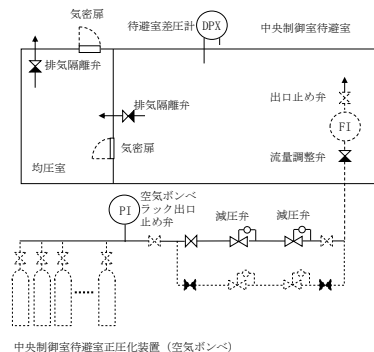 気密扉
待避室差圧計
DPX
中央制御室待避室
排気隔離弁
出口止め弁
排気隔離弁
FI
気密扉
流量調整弁
均圧室
空気ボンベ
ラック出口
止め弁
PI
減圧弁
減圧弁
中央制御室待避室正圧化装置（空気ボンベ）